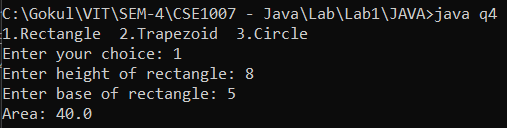 C:\Gokul\VIT\SEM-4\CSE1007 - Java\Lab\Lab1\JAVA>java q4
1.Rectangle  2.Trapezoid  3.Circle
Enter your choice: 1
Enter height of rectangle: 8
Enter base of rectangle: 5
Area: 40.0